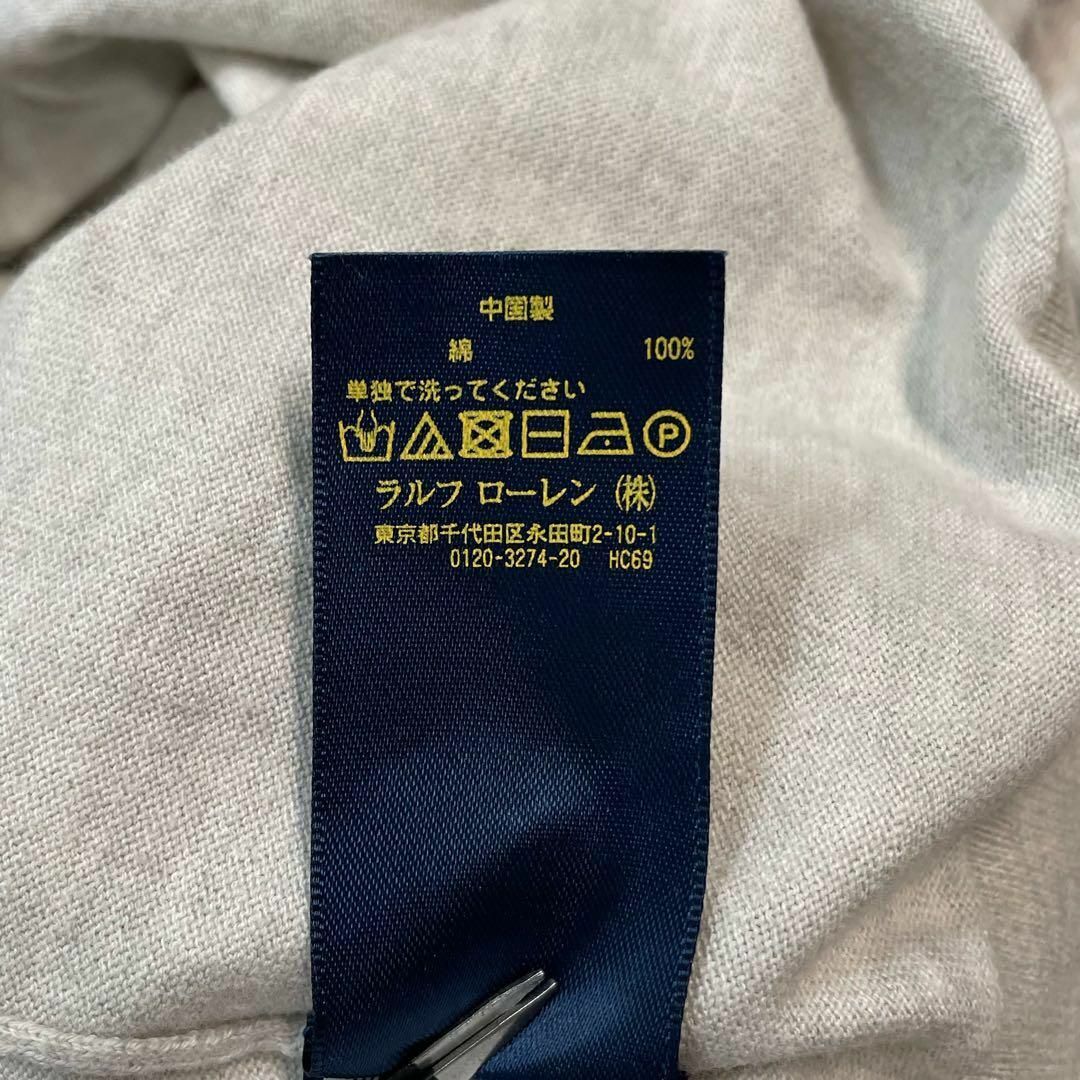 中国製
綿 100%
単独で洗ってください
P
ラルフ ローレン (株)
東京都千代田区永田町2-10-1
0120-3274-20 HC69